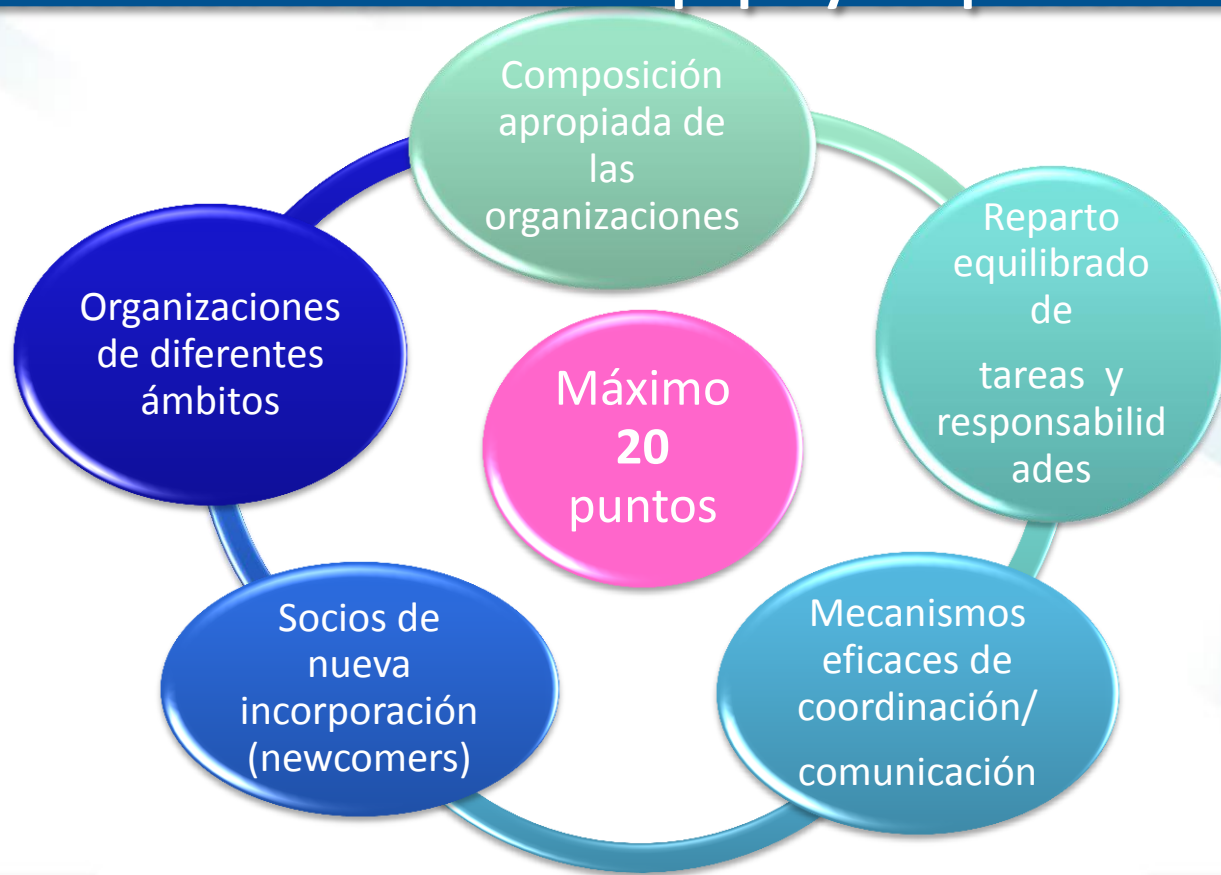 Composición
apropiada de
las
organizaciones
Reparto
equilibrado
de
tareas y
responsabilid
ades
Mecanismos
eficaces de
coordinación/
comunicación
Socios de
nueva
incorporación
(newcomers)
Organizaciones
de diferentes
ámbitos
Máximo
20
puntos